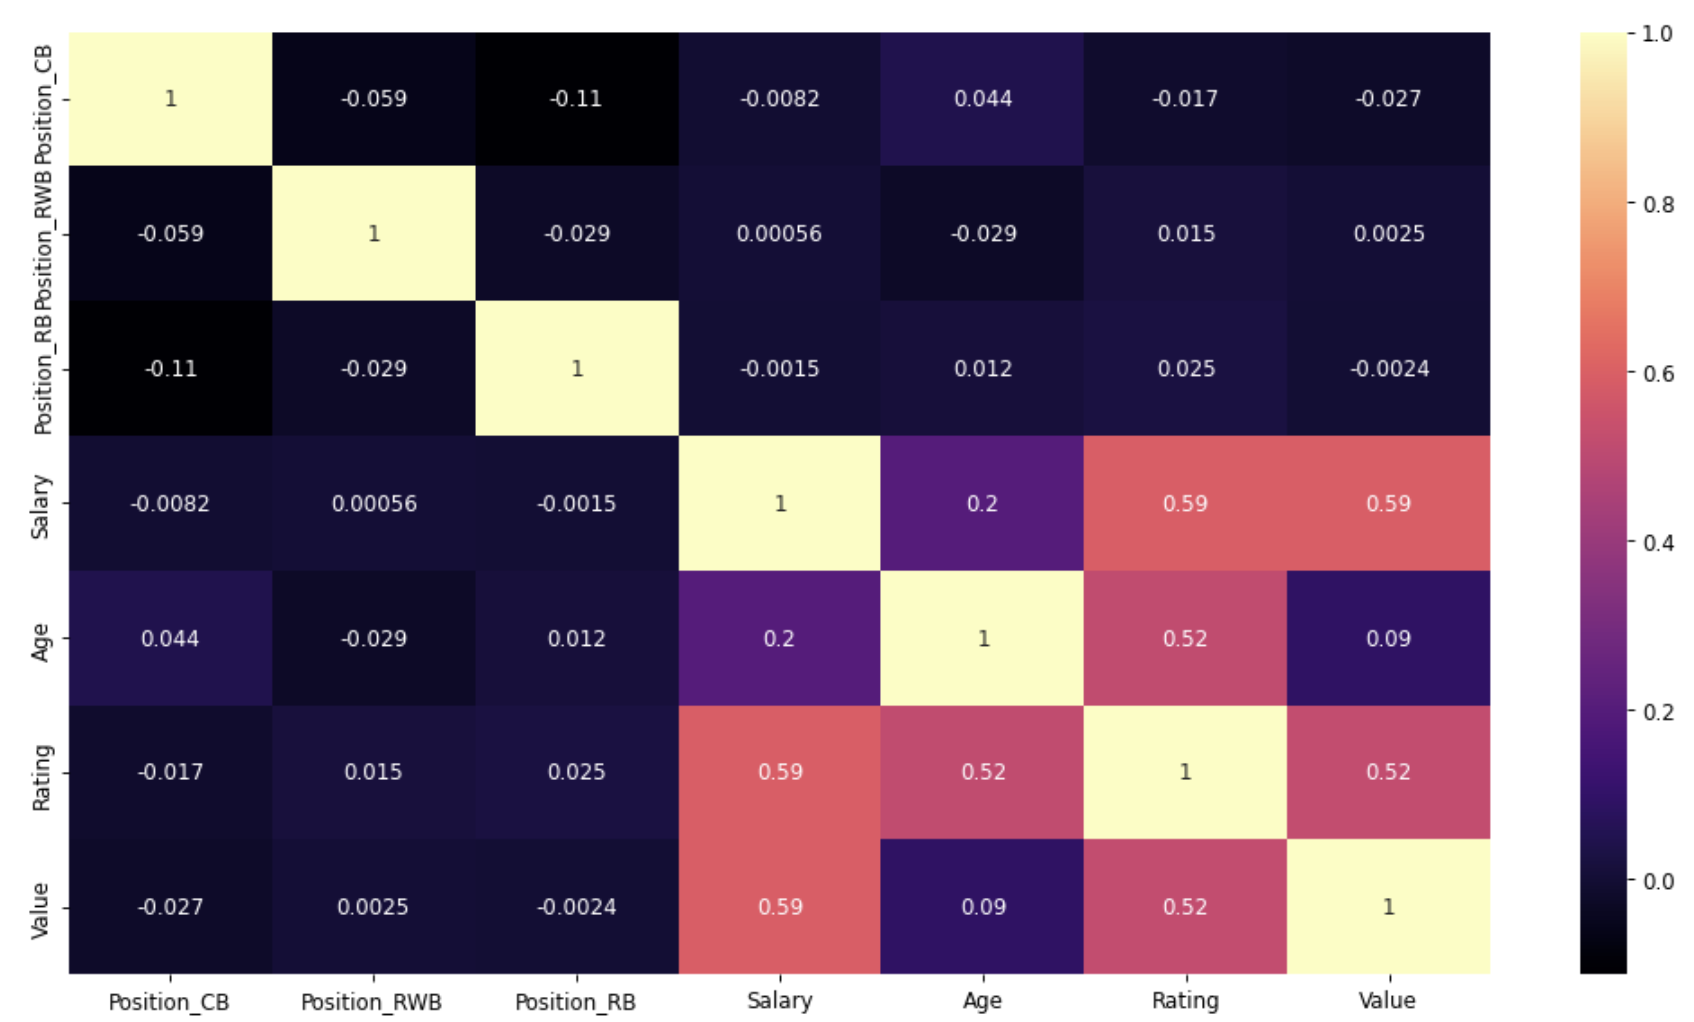 Position_CB 1 -0.059 -0.11 -0.0082 0.044 -0.017 -0.027
Position_RWB -0.059 1 -0.029 0.00056 -0.029 0.015 0.0025
Position_RB -0.11 -0.029 1 -0.0015 0.012 0.025 -0.0024
Salary -0.0082 0.00056 -0.0015 1 0.2 0.59 0.59
Age 0.044 -0.029 0.012 0.2 1 0.52 0.09
Rating -0.017 0.015 0.025 0.59 0.52 1 0.52
Value -0.027 0.0025 -0.0024 0.59 0.09 0.52 1
Position_CB Position_RWB Position_RB Salary Age Rating Value
1.0
0.8
0.6
0.4
0.2
0.0